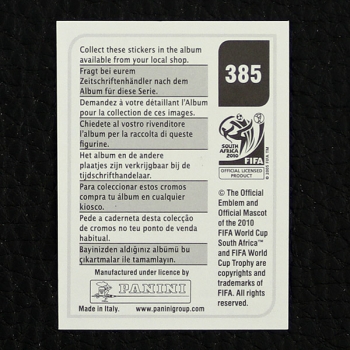 Collect these stickers in the album
available from your local shop.
Fragt bei eurem
Zeitschriftenhändler nach dem
Album für diese Serie.
Demandez à votre détaillant l'Album
pour la collection de ces images.
Chiedete al vostro rivenditore
l'album per la raccolta di queste
figurine.
Het album en de andere
plaatjes zijn verkrijgbaar bij de
tijdschrifthandelaar.
Para coleccionar estos cromos
compra tu álbum en cualquier
kiosco.
Pede a caderneta desta colecção
de cromos no teu ponto de venda
habitual.
Bayinizden aldığınız albümü bu
çıkartmalar ile tamamlayın.
Manufactured under licence by
PANINI
Made in Italy.
www.paninigroup.com
385
SOUTH AFRICA
2010
FIFA
OFFICIAL LICENSED
PRODUCT
© The Official
Emblem and
Official Mascot
of the 2010
FIFA World Cup
South Africa™
and FIFA World
Cup Trophy are
copyrights and
trademarks of
FIFA. All rights
reserved.